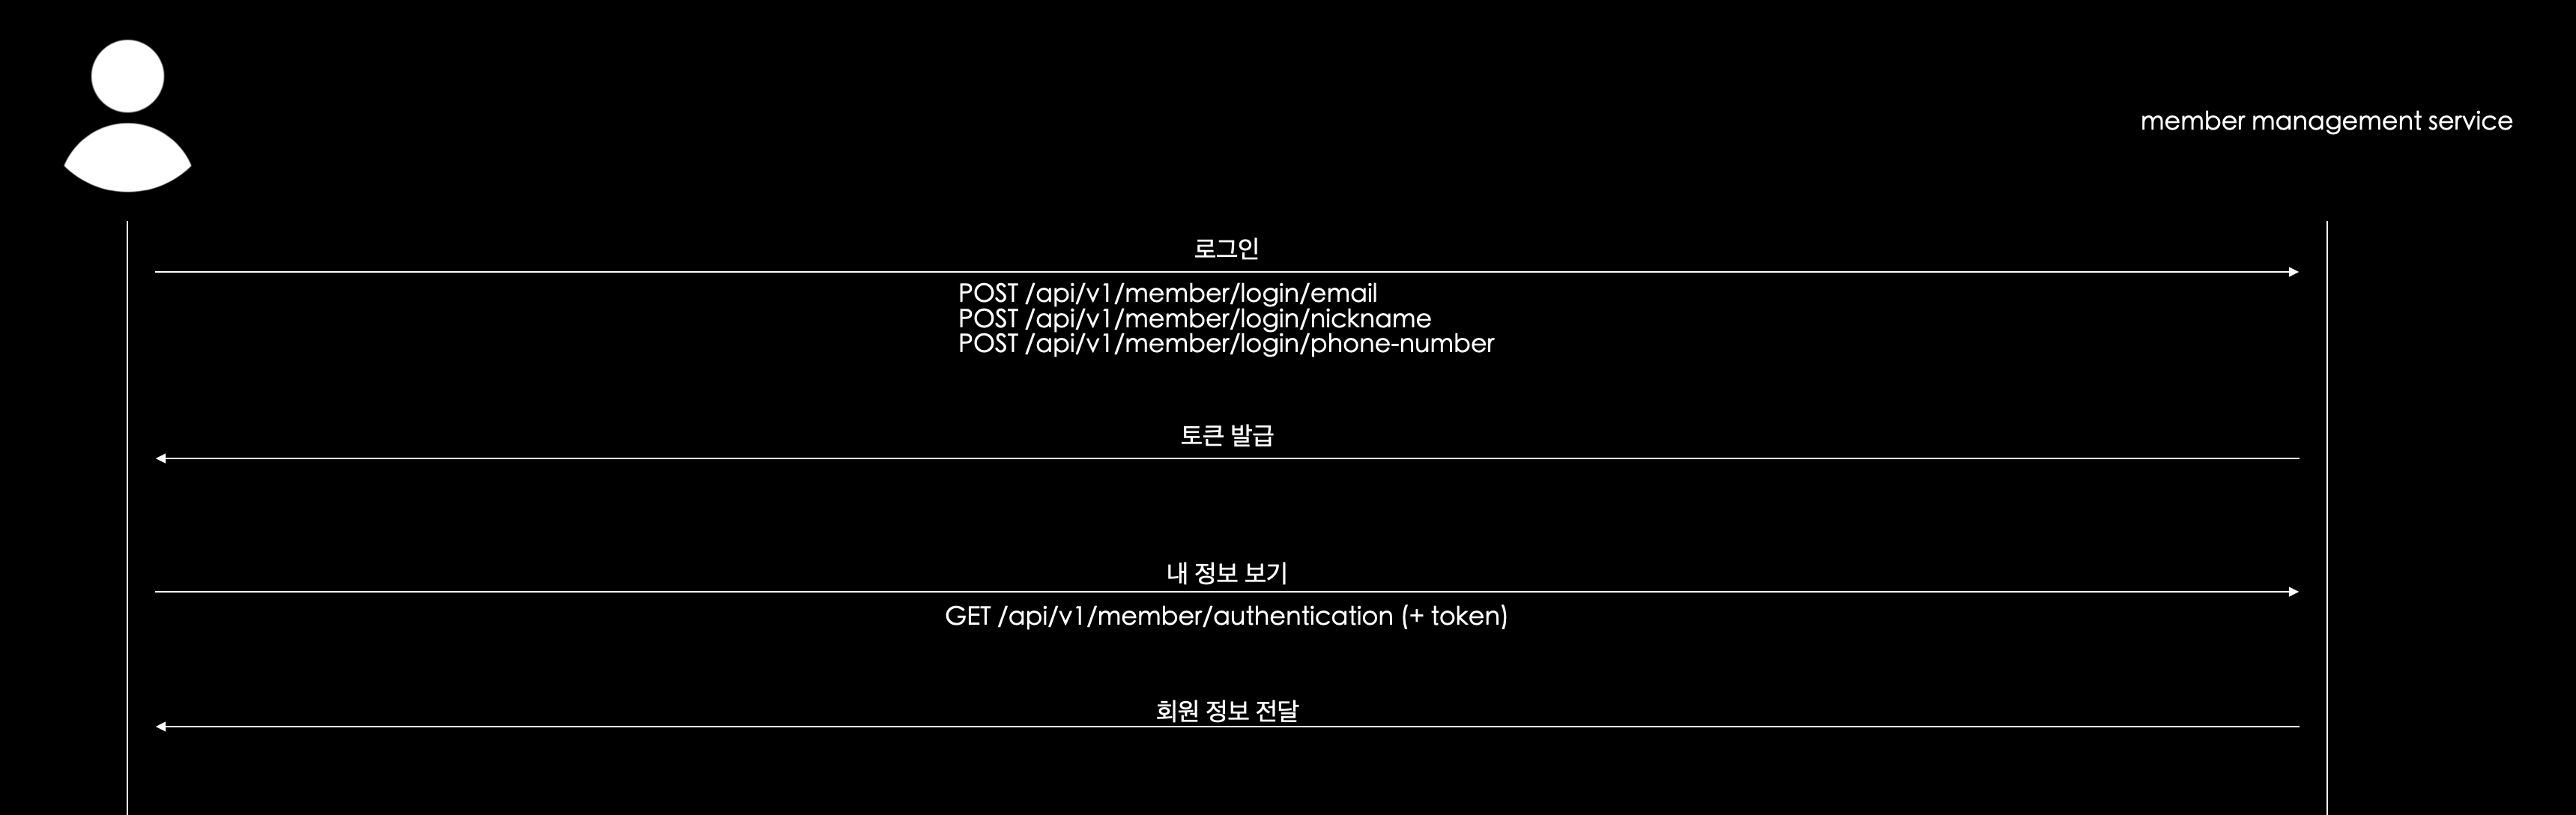 member management service
로그인
POST /api/v1/member/login/email
POST /api/v1/member/login/nickname
POST /api/v1/member/login/phone-number
토큰 발급
내 정보 보기
GET /api/v1/member/authentication (+ token)
회원 정보 전달